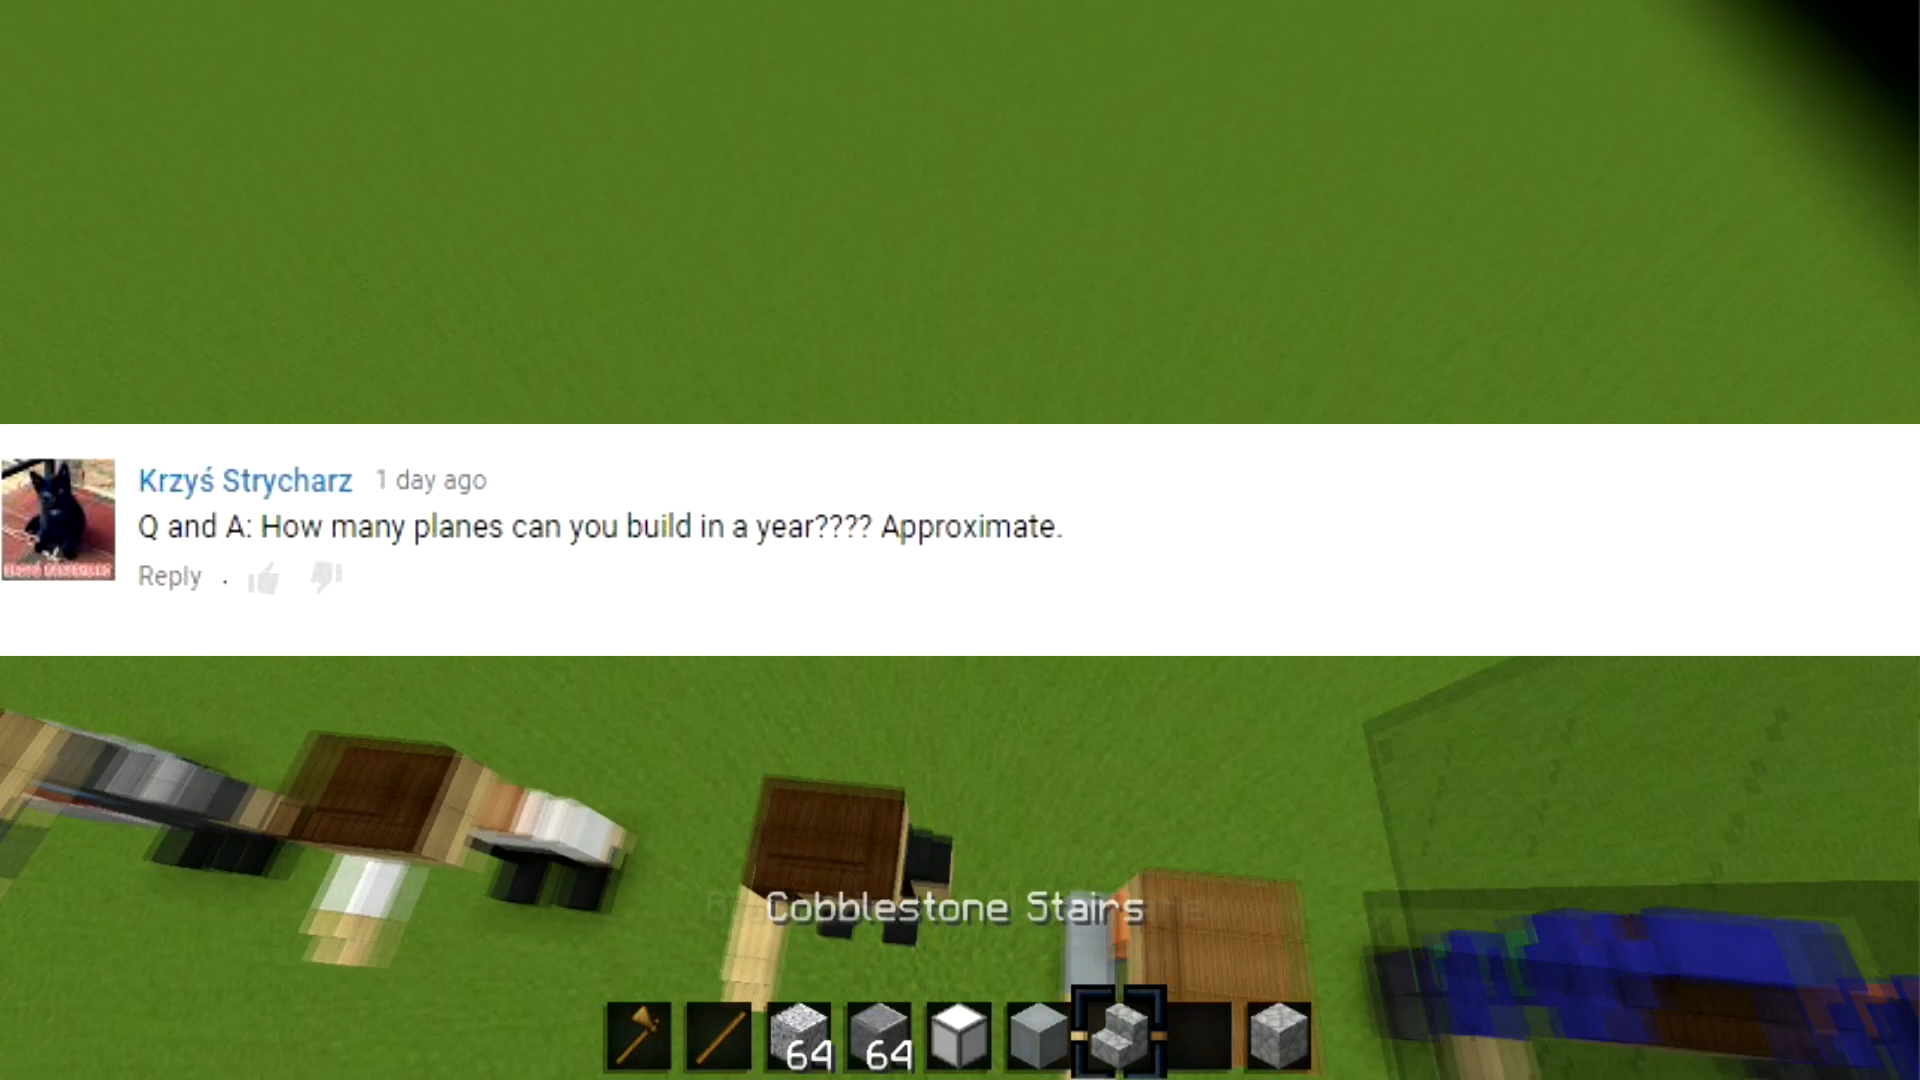 Krzyś Strycharz 1 day ago
Q and A: How many planes can you build in a year???? Approximate.
Reply .
Cobblestone Stairs
64 64